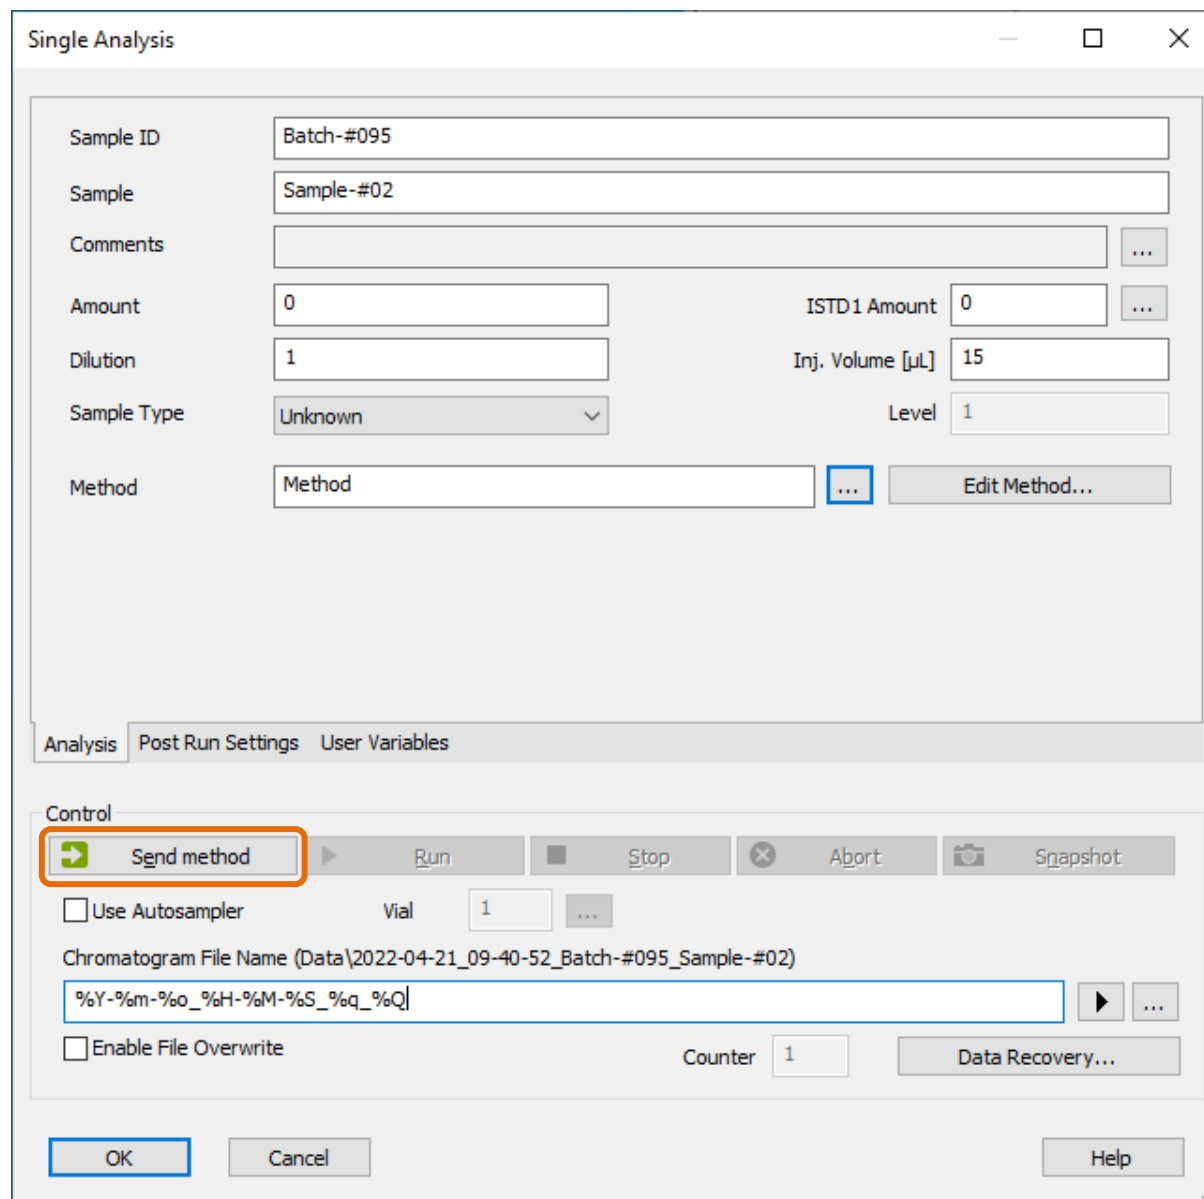 Single Analysis
Sample ID Batch-#095
Sample Sample-#02
Comments ...
Amount 0 ISTD1 Amount 0 ...
Dilution 1 Inj. Volume [µL] 15
Sample Type Unknown Level 1
Method Method ... Edit Method...
Analysis Post Run Settings User Variables
Control
Send method Run Stop Abort Snapshot
Use Autosampler Vial 1 ...
Chromatogram File Name (Data\2022-04-21_09-40-52_Batch-#095_Sample-#02)
%Y-%m-%o_%H-%M-%S_%q_%Q ...
Enable File Overwrite Counter 1 Data Recovery...
OK Cancel Help